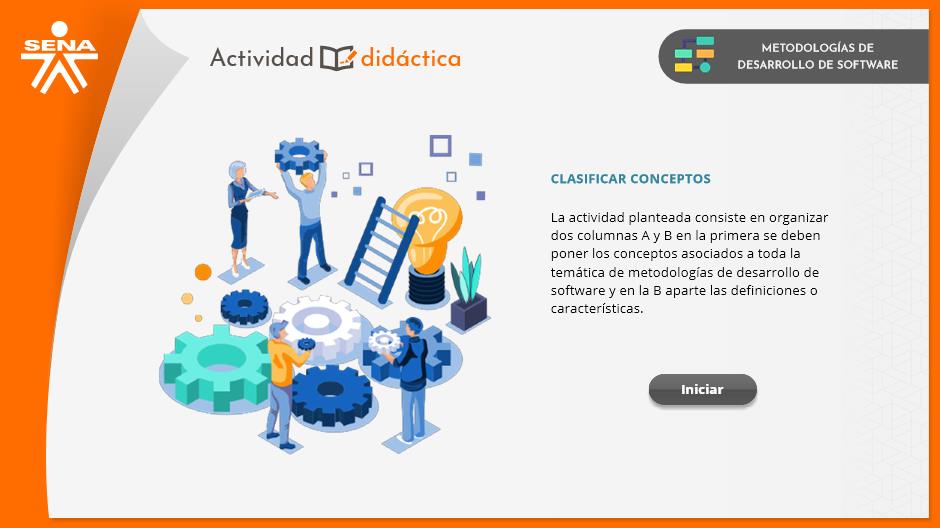 SENA
Actividad didáctica
METODOLOGÍAS DE
DESARROLLO DE SOFTWARE
CLASIFICAR CONCEPTOS
La actividad planteada consiste en organizar
dos columnas A y B en la primera se deben
poner los conceptos asociados a toda la
temática de metodologías de desarrollo de
software y en la B aparte las definiciones o
características.
Iniciar